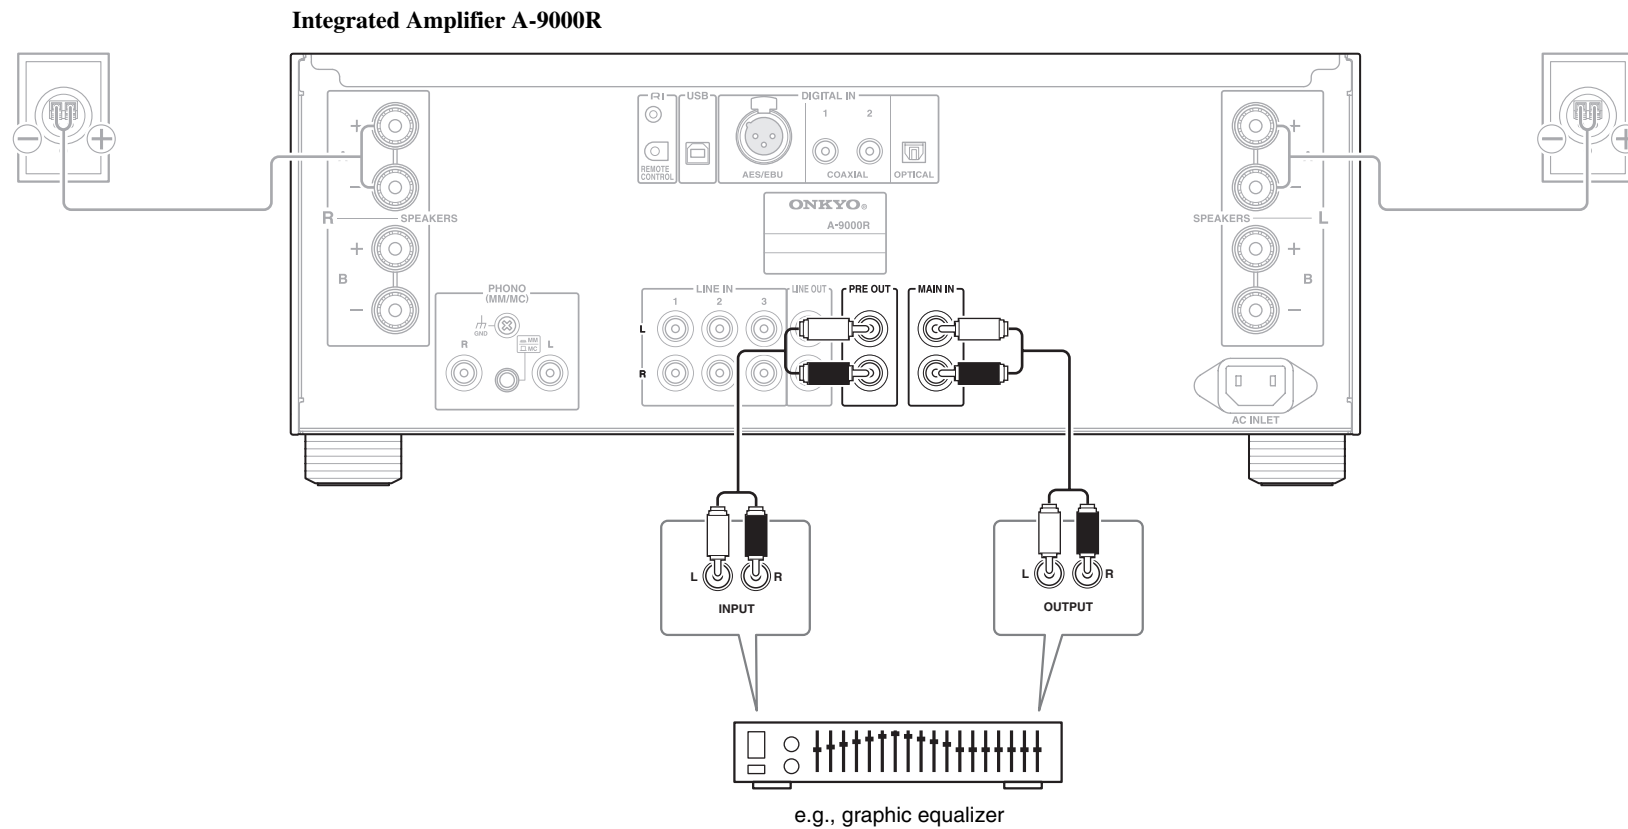 Integrated Amplifier A-9000R
RI
USB
DIGITAL IN
1 2
REMOTE
CONTROL
AES/EBU
COAXIAL
OPTICAL
+
A
−
R
SPEAKERS
+
B
−
ONKYO®
A-9000R
+
A
−
SPEAKERS
L
+
B
−
PHONO
(MM/MC)
GND
R
MM
MC
L
LINE IN
1 2 3
LINE OUT
PRE OUT
MAIN IN
L
R
AC INLET
− +
− +
L R
INPUT
L R
OUTPUT
e.g., graphic equalizer